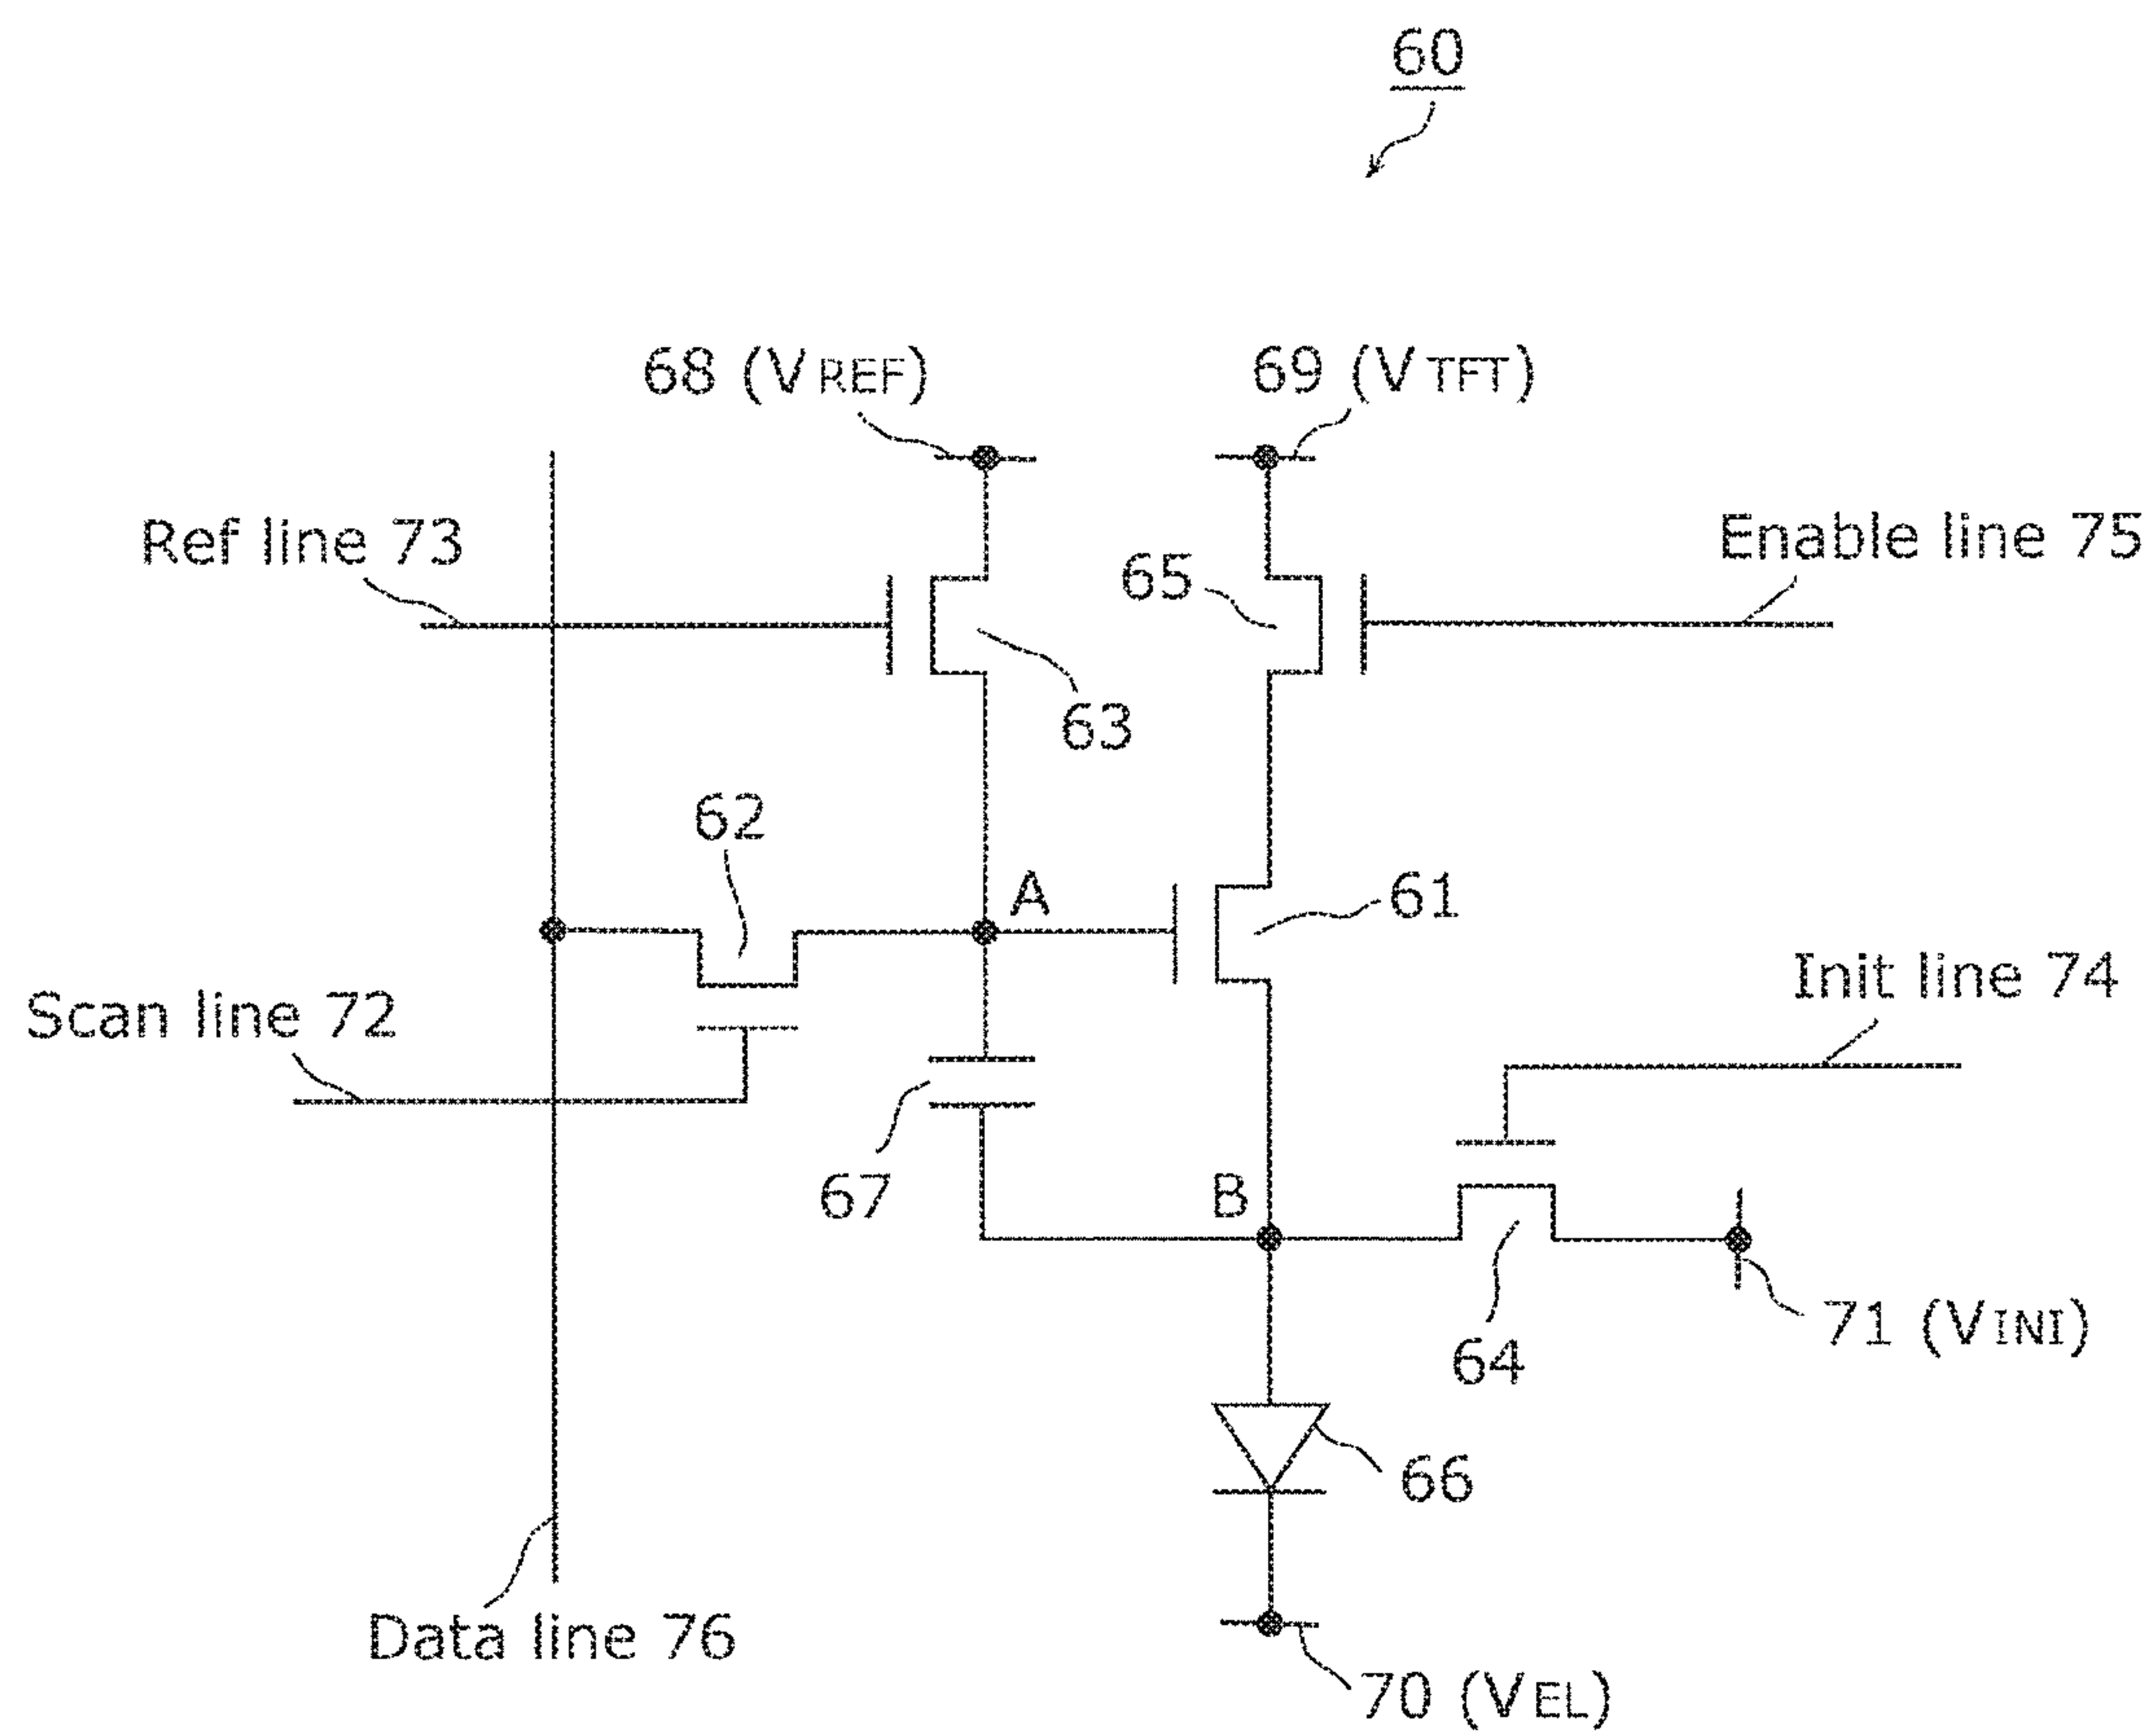 60
68 (VREF)
69 (VTFT)
Ref line 73
Enable line 75
65
63
62
A
61
Init line 74
Scan line 72
67
B
71 (VINI)
64
66
Data line 76
70 (VEL)